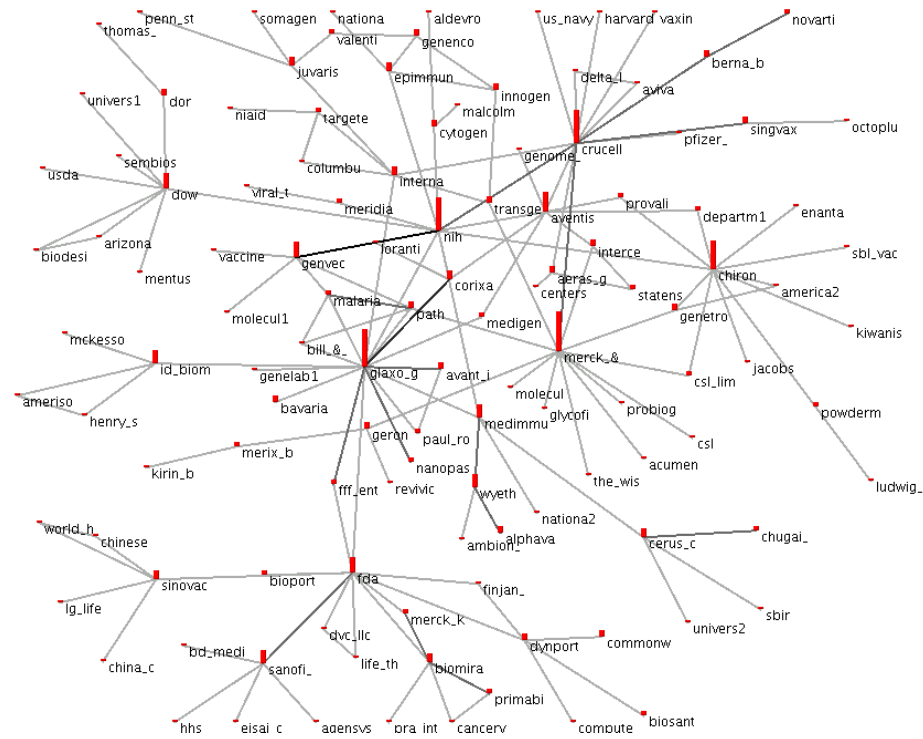 penn_st
somagen
nationa
aldevro
us_navy
harvard_vaxin
novarti
thomas_
valenti
genenco
juvaris
epimmun
delta_l
berna_b
univers1
dor
innogen
aviva
niaid
targete
malcolm
cytogen
crucell
pfizer_
singvax
octoplu
sembios
columbu
genome_
usda
dow
interna
viral_t
meridia
transge
provali
nih
aventis
departm1
enanta
arizona
biodesi
vaccine
genvec
loranti
interce
sbl_vac
mentus
corixa
aeras_g
chiron
centers
statens
america2
malaria
path
molecul1
medigen
genetro
kiwanis
mckesso
bill_&_
id_biom
genelab1
glaxo_g
avant_i
merck_&
csl_lim
jacobs
ameriso
bavaria
molecul
henry_s
glycofi
probiog
powderm
geron
paul_ro
medimmu
csl
merix_b
kirin_b
nanopas
acumen
fff_ent
revivic
wyeth
the_wis
ludwig_
nationa2
world_h
chinese
ambion_
alphava
cerus_c
chugai_
sinovac
bioport
fda
finjan_
lg_life
merck_k
sbir
univers2
dvc_llc
bd_medi
dynport
commonw
china_c
sanofi_
life_th
biomira
primabi
hhs
eisai_c
agensys
pra_int
cancerv
compute
biosant